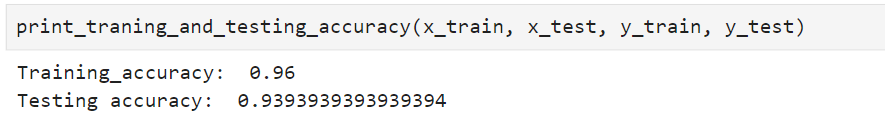 print_traning_and_testing_accuracy(x_train, x_test, y_train, y_test)
Training_accuracy:  0.96
Testing accuracy:  0.9393939393939394